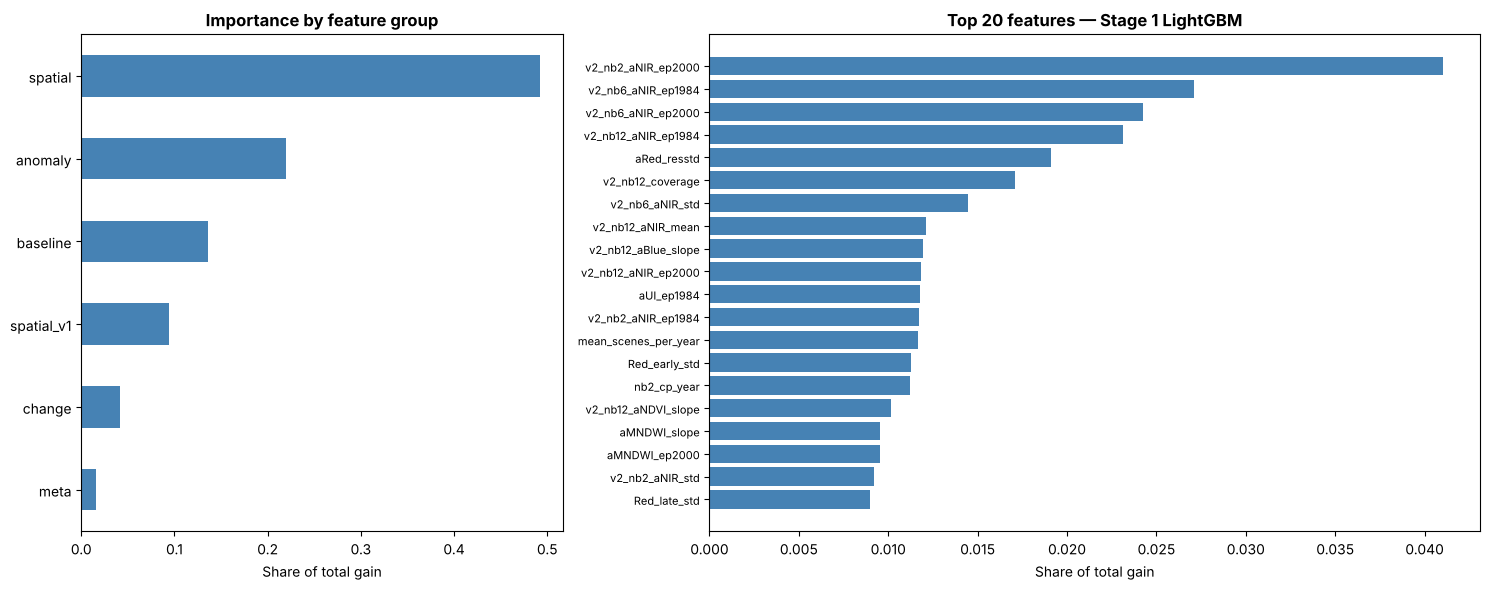 Importance by feature group
spatial
anomaly
baseline
spatial_v1
change
meta
0.0 0.1 0.2 0.3 0.4 0.5
Share of total gain
Top 20 features — Stage 1 LightGBM
v2_nb2_aNIR_ep2000
v2_nb6_aNIR_ep1984
v2_nb6_aNIR_ep2000
v2_nb12_aNIR_ep1984
aRed_resstd
v2_nb12_coverage
v2_nb6_aNIR_std
v2_nb12_aNIR_mean
v2_nb12_aBlue_slope
v2_nb12_aNIR_ep2000
aUI_ep1984
v2_nb2_aNIR_ep1984
mean_scenes_per_year
Red_early_std
nb2_cp_year
v2_nb12_aNDVI_slope
aMNDWI_slope
aMNDWI_ep2000
v2_nb2_aNIR_std
Red_late_std
0.000 0.005 0.010 0.015 0.020 0.025 0.030 0.035 0.040
Share of total gain